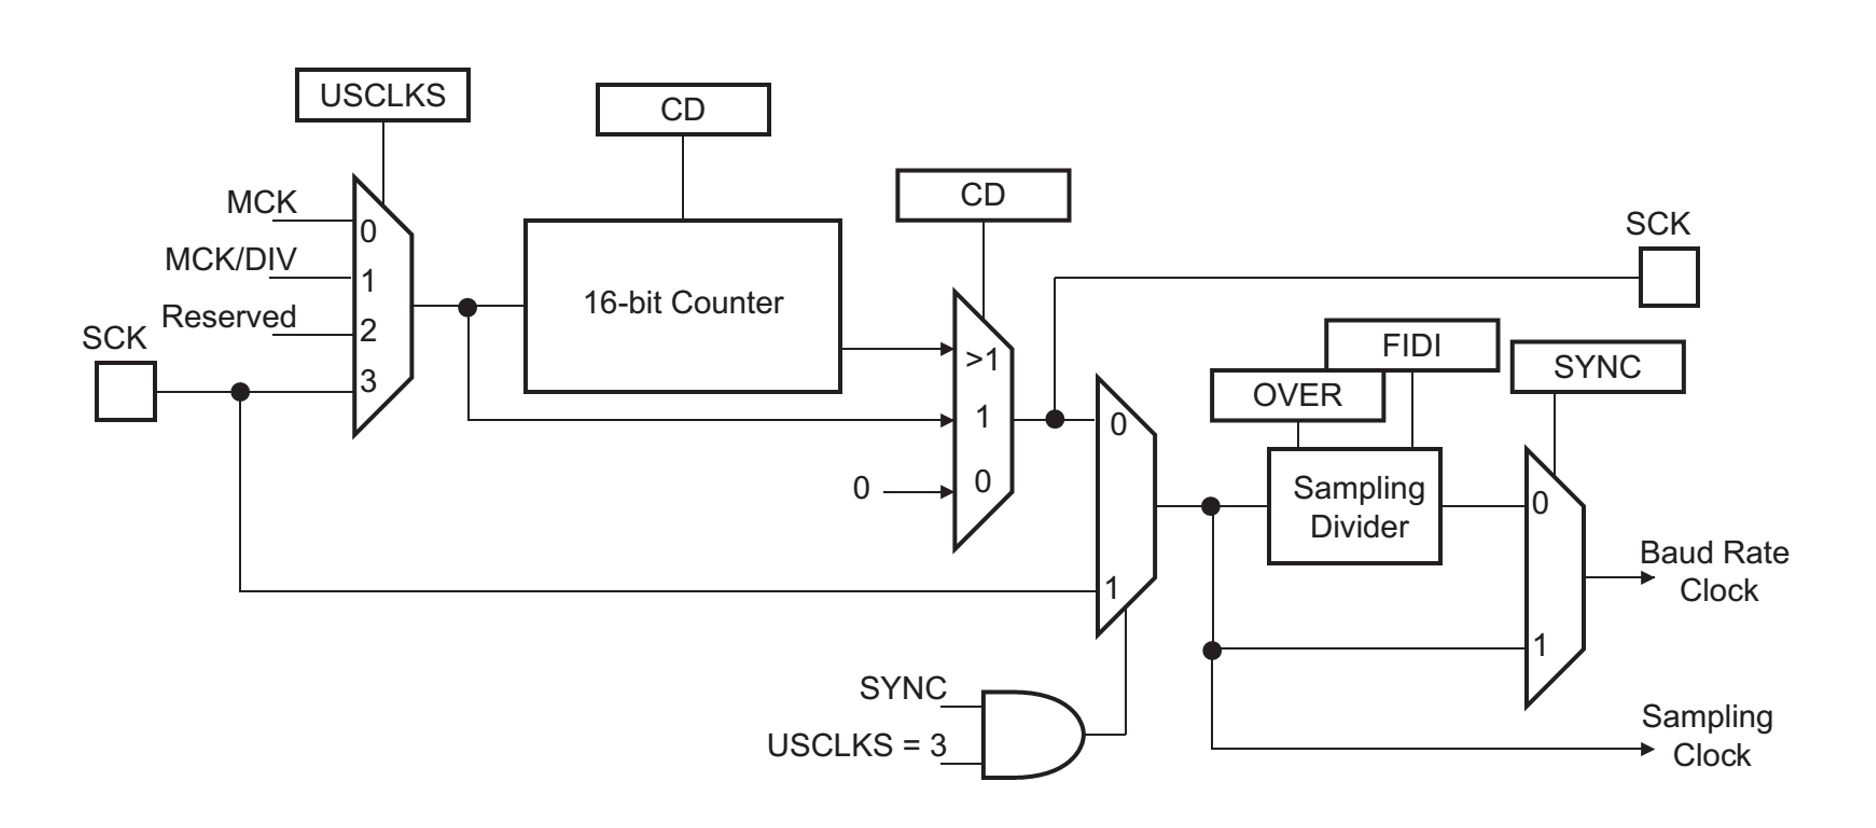 USCLKS
CD
CD
MCK
0
MCK/DIV
1
Reserved
2
SCK
3
16-bit Counter
>1
1
0
0
SCK
0
1
FIDI
OVER
SYNC
Sampling
Divider
0
1
Baud Rate
Clock
SYNC
USCLKS = 3
Sampling
Clock